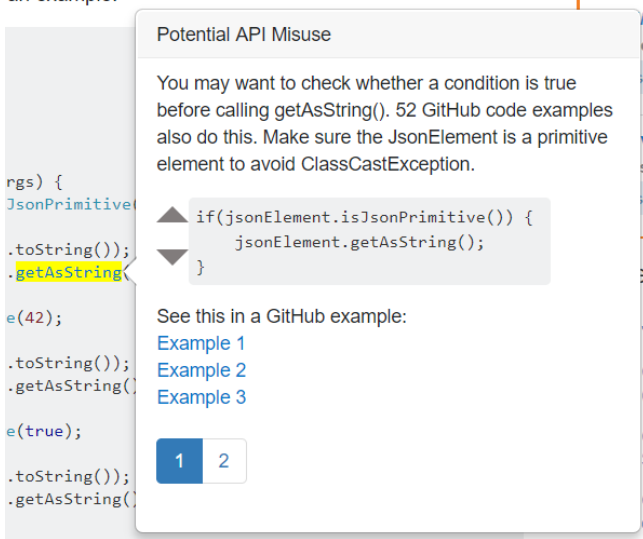 an example.
Potential API Misuse
You may want to check whether a condition is true
before calling getAsString(). 52 GitHub code examples
also do this. Make sure the JsonElement is a primitive
element to avoid ClassCastException.
if(jsonElement.isJsonPrimitive()) {
jsonElement.getAsString();
}
See this in a GitHub example:
Example 1
Example 2
Example 3
1 2
rgs) {
JsonPrimitive(
.toString());
.getAsString(
e(42);
.toString());
.getAsString()
e(true);
.toString());
.getAsString()